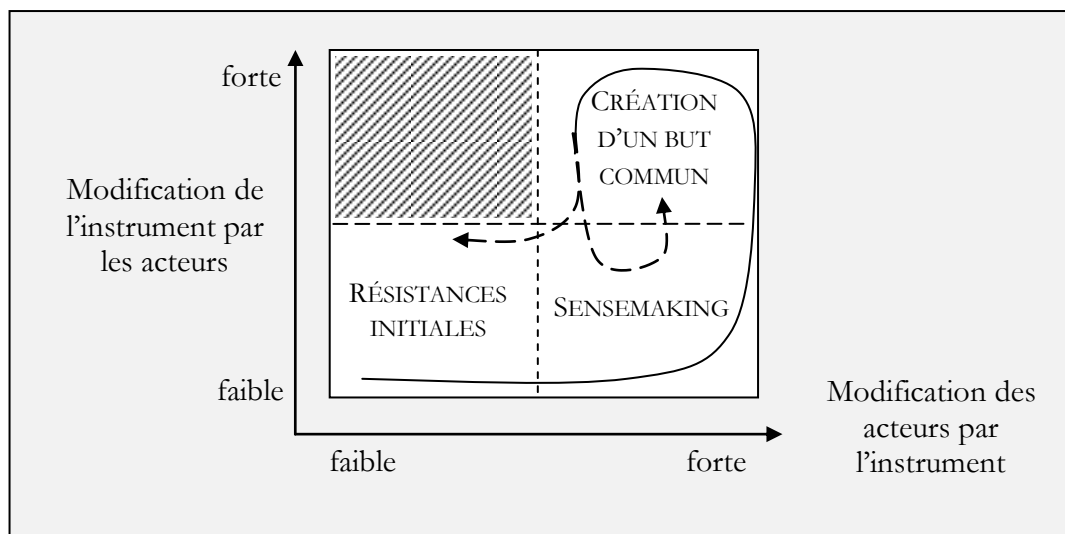 forte
Modification de
l’instrument par
les acteurs
faible
CRÉATION
D’UN BUT
COMMUN
RÉSISTANCES
INITIALES
SENSEMAKING
faible
forte
Modification des
acteurs par
l’instrument